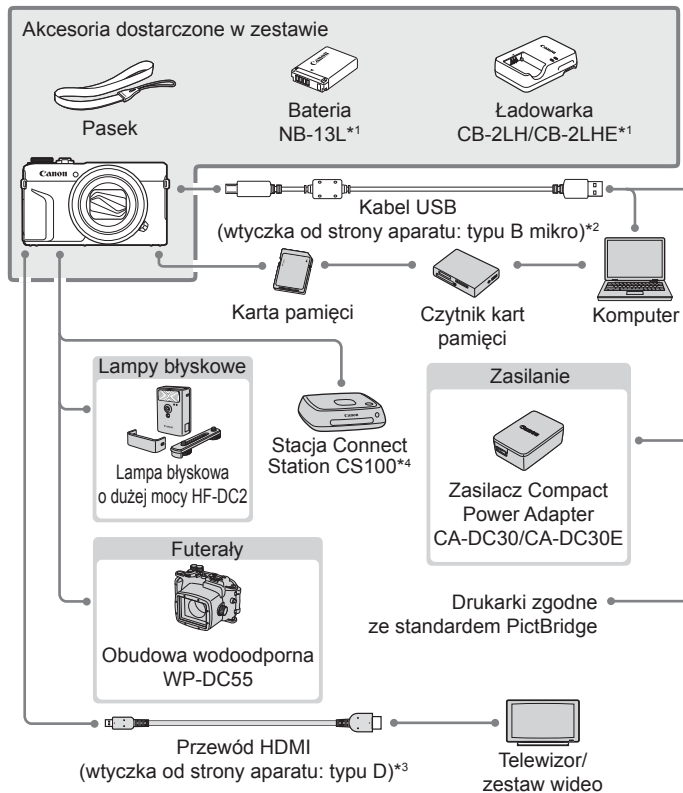 Akcesoria dostarczone w zestawie
Pasek
Bateria
NB-13L*1
Ładowarka
CB-2LH/CB-2LHE*1
Canon
Kabel USB
(wtyczka od strony aparatu: typu B mikro)*2
Karta pamięci
Czytnik kart
pamięci
Komputer
Lampy błyskowe
Lampa błyskowa
o dużej mocy HF-DC2
Stacja Connect
Station CS100*4
Zasilanie
Zasilacz Compact
Power Adapter
CA-DC30/CA-DC30E
Futerały
Obudowa wodoodporna
WP-DC55
Drukarki zgodne
ze standardem PictBridge
Przewód HDMI
(wtyczka od strony aparatu: typu D)*3
Telewizor/
zestaw wideo